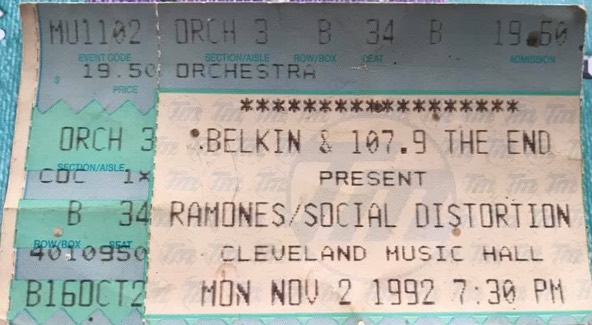 MU1102 ORCH 3 B 34 B 19.50
EVENT CODE SECTION/AISLE ROW/BOX SEAT ADMISSION
$ 19.50 ORCHESTRA
PRICE
******************
ORCH 3 BELKIN & 107.9 THE END
SECTION/AISLE
CDC 1× PRESENT
B 34 RAMONES/SOCIAL DISTORTION
ROW/BOX SEAT
4010950 CLEVELAND MUSIC HALL
B16OCT2 MON NOV 2 1992 7:30 PM